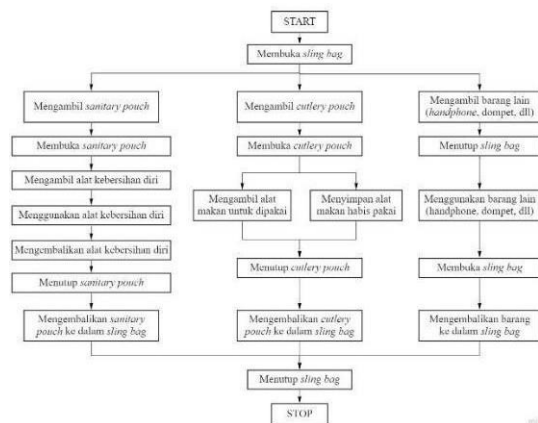 START
Membuka sling bag
Mengambil sanitary pouch
Membuka sanitary pouch
Mengambil alat kebersihan diri
Menggunakan alat kebersihan diri
Mengembalikan alat kebersihan diri
Menutup sanitary pouch
Mengembalikan sanitary
pouch ke dalam sling bag
Mengambil cutlery pouch
Membuka cutlery pouch
Mengambil alat
makan untuk dipakai
Menyimpan alat
makan habis pakai
Menutup cutlery pouch
Mengembalikan cutlery
pouch ke dalam sling bag
Mengambil barang lain
(handphone, dompet, dll)
Menutup sling bag
Menggunakan barang lain
(handphone, dompet, dll)
Membuka sling bag
Mengembalikan barang
ke dalam sling bag
Menutup sling bag
STOP